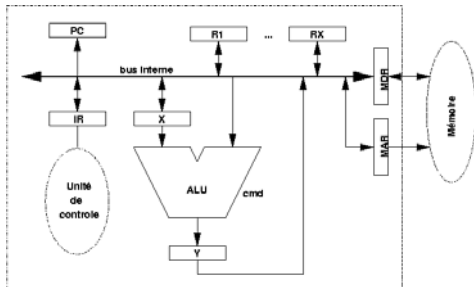 PC
R1 ... RX
bus interne
MDR
IR
X
MAR
Mémoire
Unité
de
controle
ALU
cmd
Y